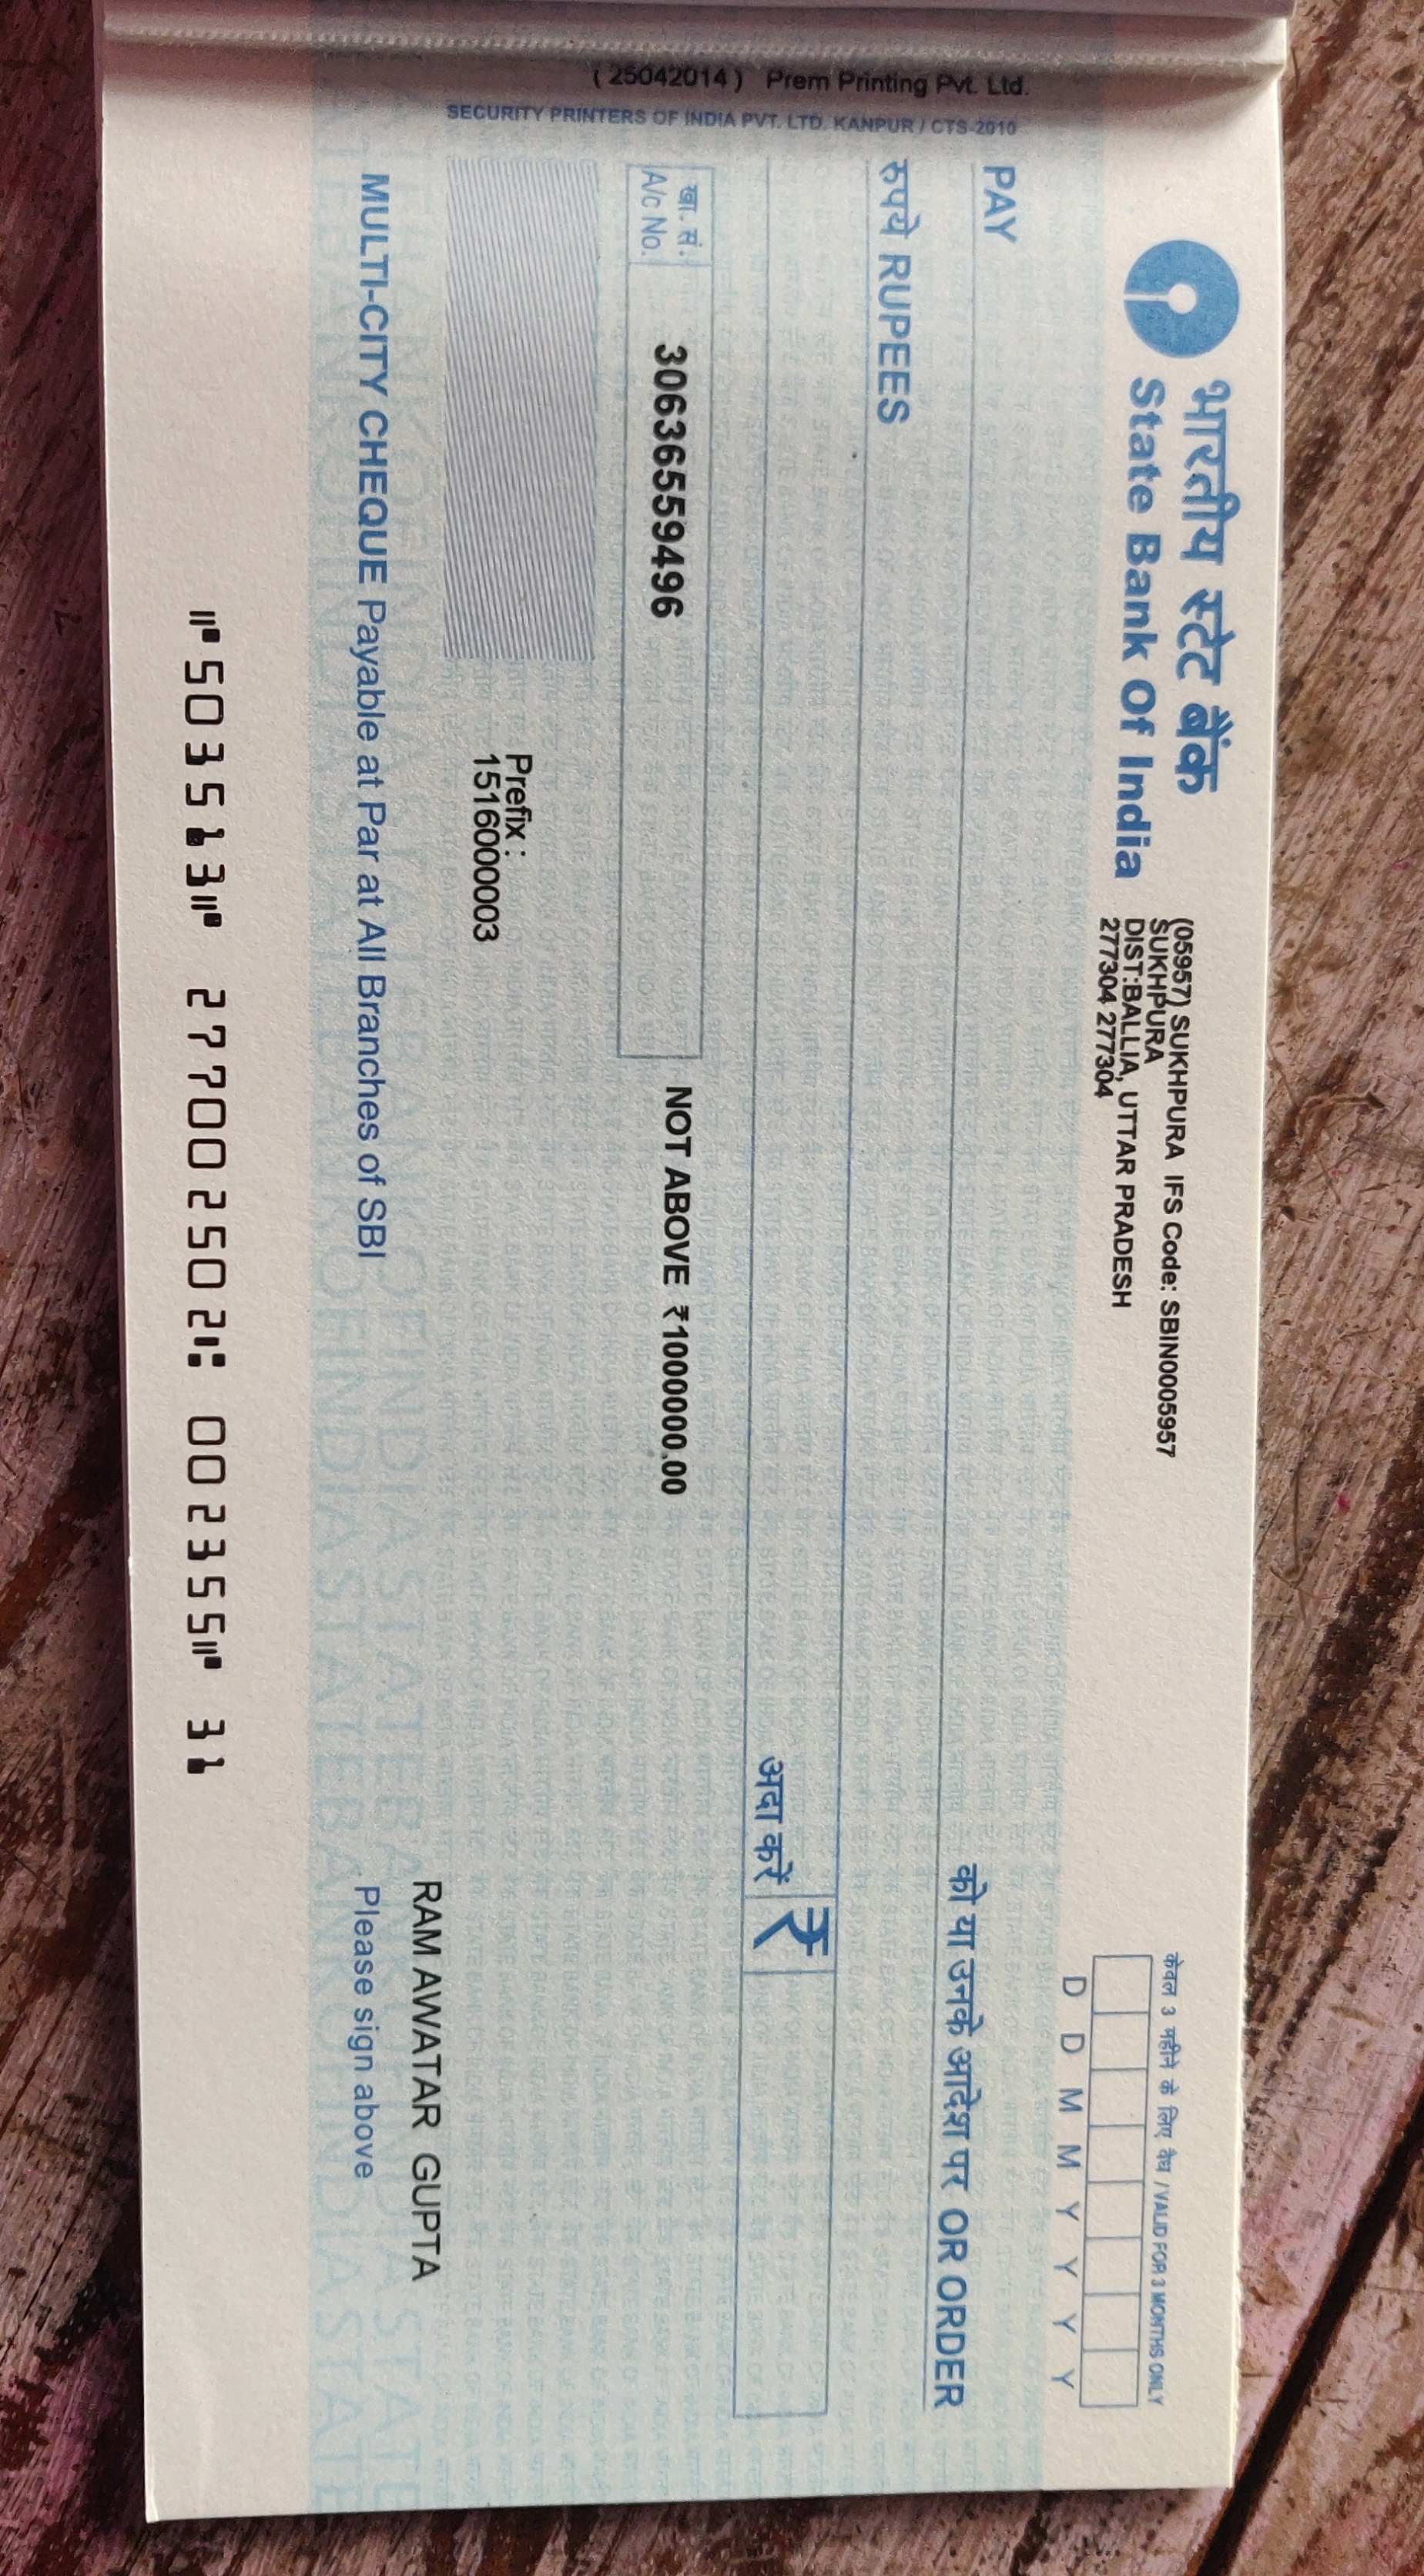 भारतीय स्टेट बैंक
State Bank Of India
(05957) SUKHPURA IFS Code: SBIN0005957
SUKHPURA
DIST:BALLIA, UTTAR PRADESH
277304 277304
केवल 3 महीने के लिए वैध / VALID FOR 3 MONTHS ONLY
D D M M Y Y Y Y
PAY
को या उनके आदेश पर OR ORDER
रुपये RUPEES
अदा करें ₹
खा. सं.
A/c No.
30636559496
NOT ABOVE ₹1000000.00
Prefix :
1516000003
RAM AWATAR GUPTA
MULTI-CITY CHEQUE Payable at Par at All Branches of SBI
Please sign above
⑈503513⑈ 277002502⑆ 002355⑈ 31
(25042014) Prem Printing Pvt. Ltd.
SECURITY PRINTERS OF INDIA PVT. LTD. KANPUR / CTS-2010